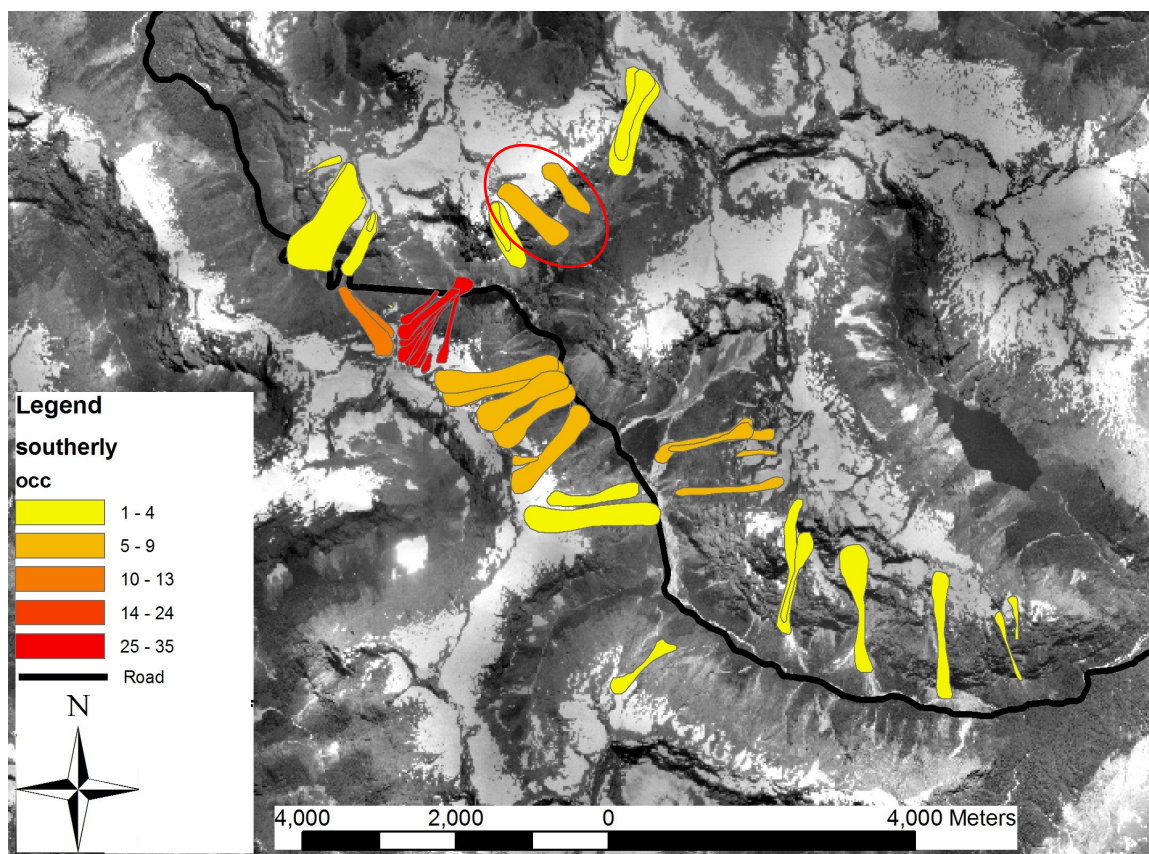 Legend
southerly
occ
1 - 4
5 - 9
10 - 13
14 - 24
25 - 35
Road
N
4,000 2,000 0 4,000 Meters